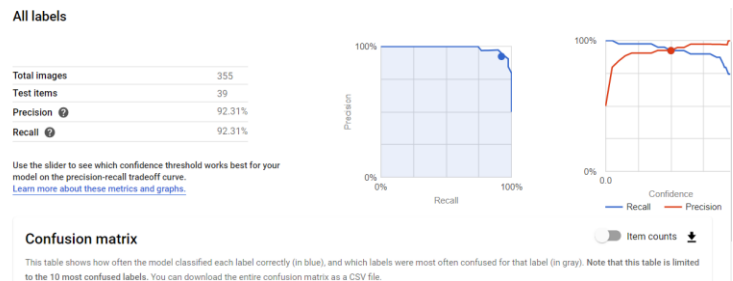 All labels
Total images 355
Test items 39
Precision ? 92.31%
Recall ? 92.31%
Use the slider to see which confidence threshold works best for your
model on the precision-recall tradeoff curve.
Learn more about these metrics and graphs.
100%
Precision
0%
0% 100%
Recall
100%
0%
0.0
Confidence
Recall Precision
Confusion matrix
Item counts
This table shows how often the model classified each label correctly (in blue), and which labels were most often confused for that label (in gray). Note that this table is limited
to the 10 most confused labels. You can download the entire confusion matrix as a CSV file.